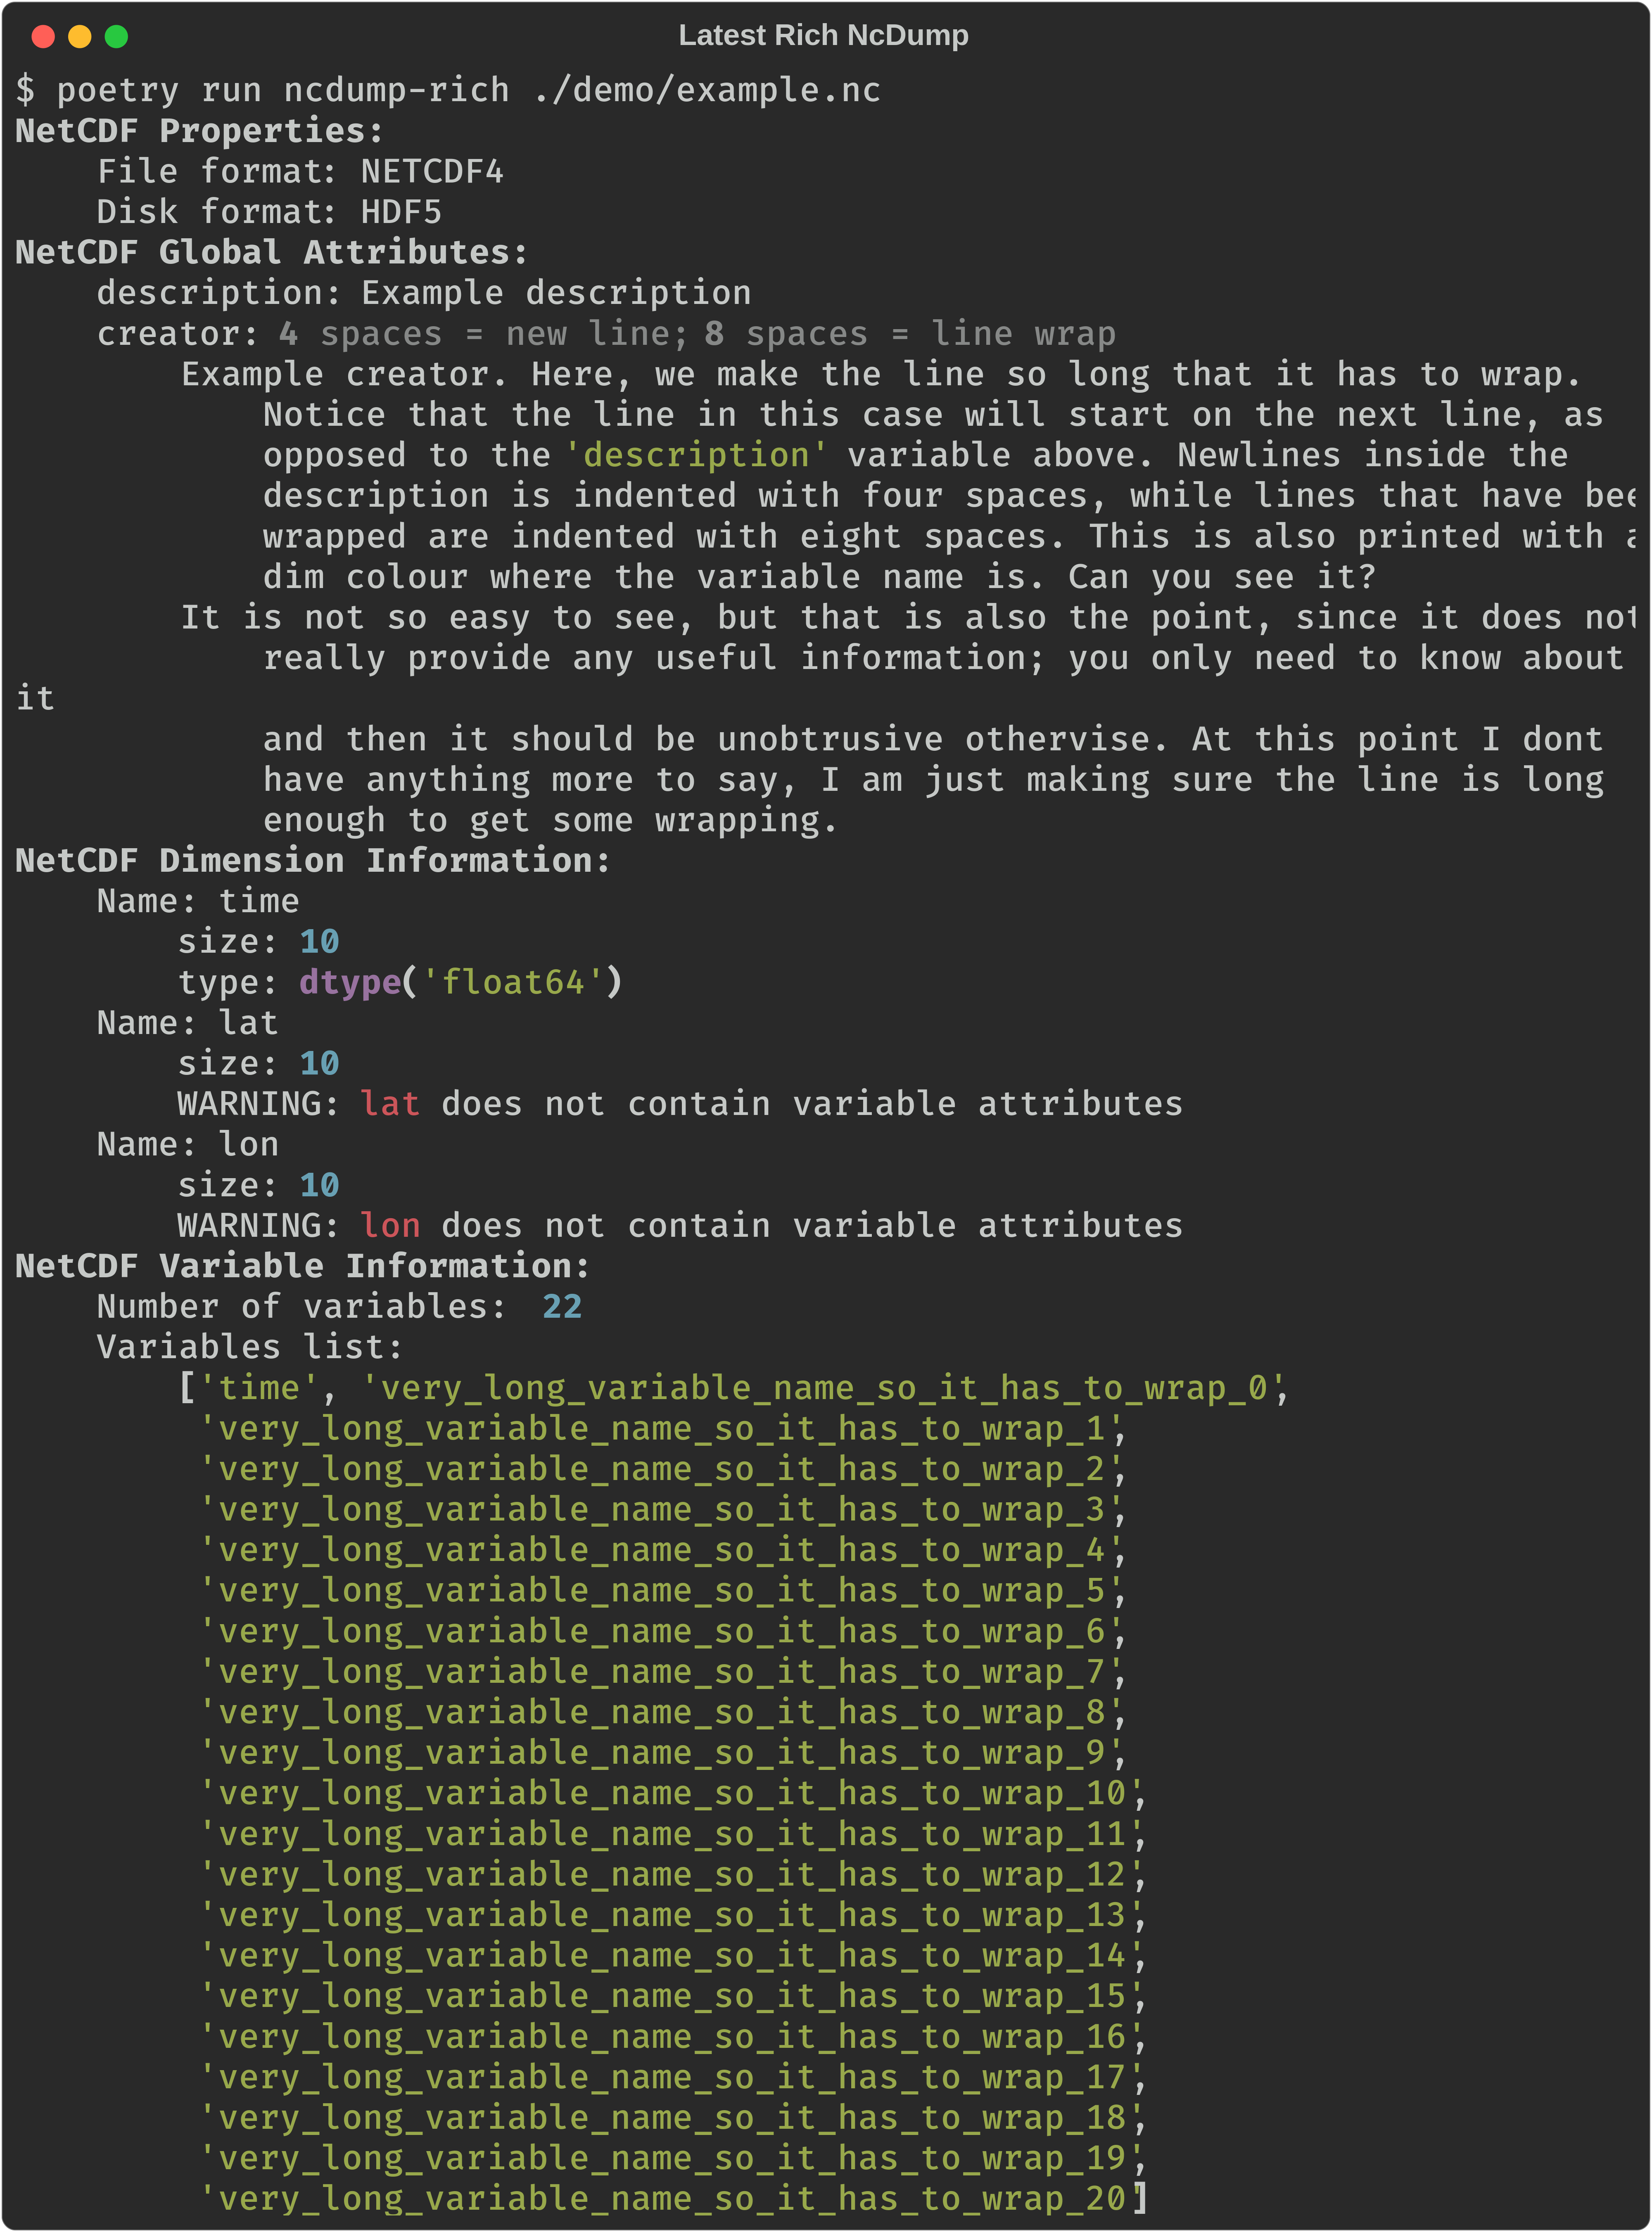 Latest Rich NcDump
$ poetry run ncdump-rich ./demo/example.nc
NetCDF Properties:
    File format: NETCDF4
    Disk format: HDF5
NetCDF Global Attributes:
    description: Example description
    creator: 4 spaces = new line; 8 spaces = line wrap
        Example creator. Here, we make the line so long that it has to wrap.
            Notice that the line in this case will start on the next line, as
            opposed to the 'description' variable above. Newlines inside the
            description is indented with four spaces, while lines that have bee
            wrapped are indented with eight spaces. This is also printed with a
            dim colour where the variable name is. Can you see it?
        It is not so easy to see, but that is also the point, since it does not
            really provide any useful information; you only need to know about
it
            and then it should be unobtrusive othervise. At this point I dont
            have anything more to say, I am just making sure the line is long
            enough to get some wrapping.
NetCDF Dimension Information:
    Name: time
        size: 10
        type: dtype('float64')
    Name: lat
        size: 10
        WARNING: lat does not contain variable attributes
    Name: lon
        size: 10
        WARNING: lon does not contain variable attributes
NetCDF Variable Information:
    Number of variables:  22
    Variables list:
        ['time', 'very_long_variable_name_so_it_has_to_wrap_0',
         'very_long_variable_name_so_it_has_to_wrap_1',
         'very_long_variable_name_so_it_has_to_wrap_2',
         'very_long_variable_name_so_it_has_to_wrap_3',
         'very_long_variable_name_so_it_has_to_wrap_4',
         'very_long_variable_name_so_it_has_to_wrap_5',
         'very_long_variable_name_so_it_has_to_wrap_6',
         'very_long_variable_name_so_it_has_to_wrap_7',
         'very_long_variable_name_so_it_has_to_wrap_8',
         'very_long_variable_name_so_it_has_to_wrap_9',
         'very_long_variable_name_so_it_has_to_wrap_10',
         'very_long_variable_name_so_it_has_to_wrap_11',
         'very_long_variable_name_so_it_has_to_wrap_12',
         'very_long_variable_name_so_it_has_to_wrap_13',
         'very_long_variable_name_so_it_has_to_wrap_14',
         'very_long_variable_name_so_it_has_to_wrap_15',
         'very_long_variable_name_so_it_has_to_wrap_16',
         'very_long_variable_name_so_it_has_to_wrap_17',
         'very_long_variable_name_so_it_has_to_wrap_18',
         'very_long_variable_name_so_it_has_to_wrap_19',
         'very_long_variable_name_so_it_has_to_wrap_20']